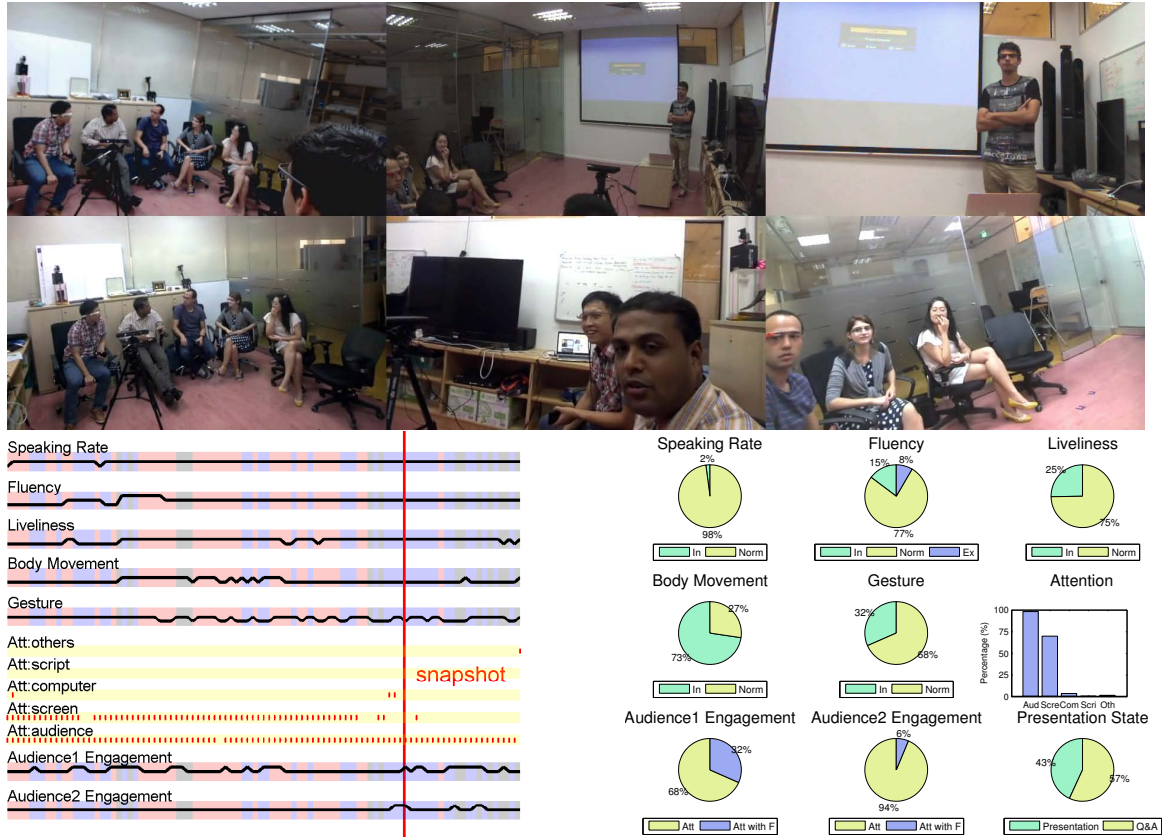 Barcelona
Speaking Rate
Fluency
Liveliness
Body Movement
Gesture
Att:others
Att:script
snapshot
Att:computer
Att:screen
Att:audience
Audience1 Engagement
Audience2 Engagement
Speaking Rate
2%
98%
In Norm
Fluency
15% 8%
77%
In Norm Ex
Liveliness
25%
75%
In Norm
Body Movement
27%
73%
In Norm
Gesture
32%
68%
In Norm
Attention
Percentage (%)
100
75
50
25
0
Aud Scre Com Scri Oth
Audience1 Engagement
32%
68%
Att Att with F
Audience2 Engagement
6%
94%
Att Att with F
Presentation State
43%
57%
Presentation Q&A